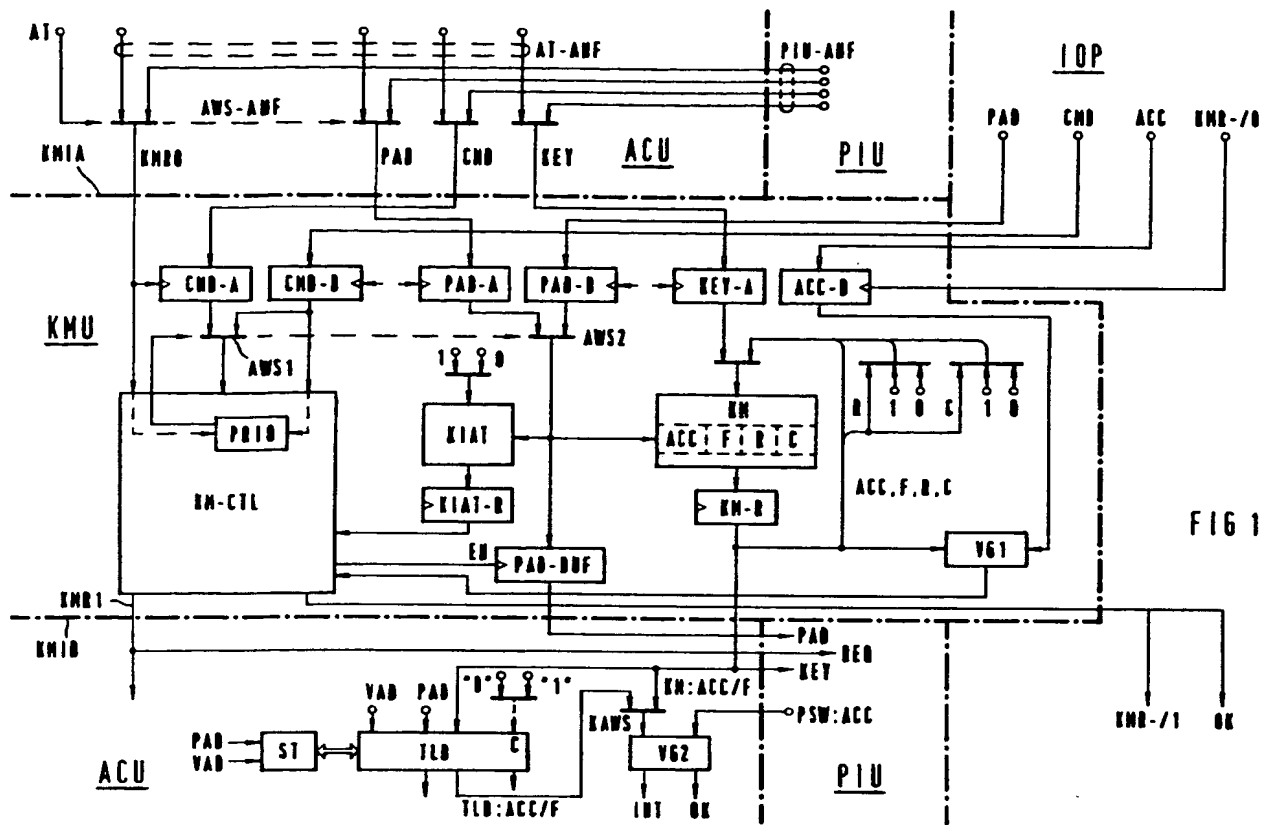 AT
AT-ANF
PIU-ANF
IOP
AWS-ANF
PAD
CMD
ACC
KMR-/0
KMIA
KMR0
PAD
CMD
KEY
ACU
PIU
CMD-A
CMD-B
PAD-A
PAD-B
KEY-A
ACC-B
KMU
AWS1
AWS2
1
0
PRIO
KIAT
KM
ACC F R C
R 1 0 C 1 0
KM-CTL
KIAT-R
KM-R
ACC,F,R,C
FIG 1
EN
PAD-BUF
VG1
KMR1
KMIB
PAD
REQ
KEY
VAD
PAD
"0"
"1"
KM:ACC/F
KAWS
PSW:ACC
KMR-/1
OK
PAD
VAD
ST
TLB
C
VG2
ACU
TLB:ACC/F
INT
OK
PIU